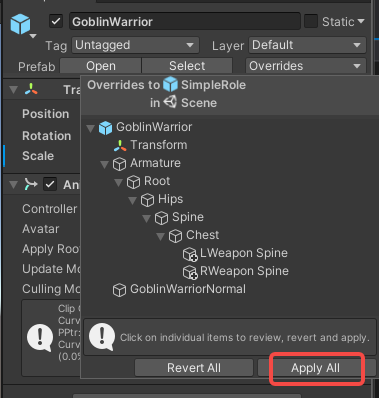 GoblinWarrior
Static
Tag Untagged Layer Default
Prefab Open Select Overrides
Tra
Overrides to SimpleRole
in Scene
Position
Rotation
Scale
GoblinWarrior
Transform
Armature
Root
Hips
Spine
Chest
LWeapon Spine
RWeapon Spine
GoblinWarriorNormal
Ani
Controller
Avatar
Apply Root
Update Mo
Culling Mo
Clip C
Curv
PPtr:
Curv
(0.0%
Click on individual items to review, revert and apply.
Revert All Apply All